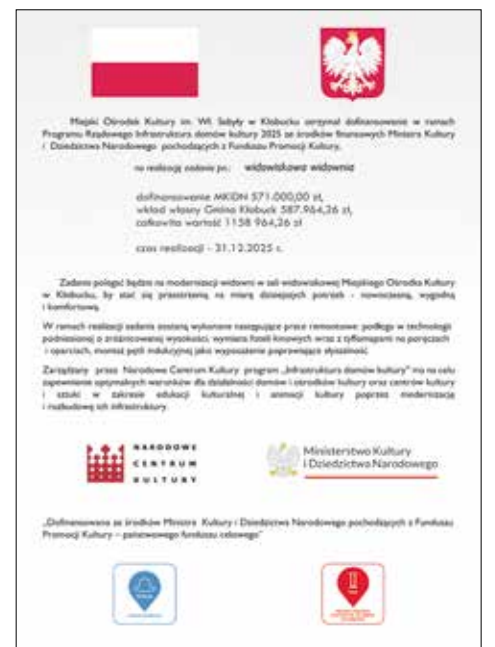 Miejski Ośrodek Kultury im. Wł. Sebyły w Kłobucku otrzymał dofinansowanie w ramach
Programu Rządowego Infrastruktura domów kultury 2025 ze środków finansowych Ministra Kultury
i Dziedzictwa Narodowego pochodzących z Funduszu Promocji Kultury,
na realizację zadania pn.: widowiskowa widownia
dofinansowanie MKiDN 571.000,00 zł,
wkład własny Gmina Kłobuck 587.964,26 zł,
całkowita wartość 1158 964,26 zł
czas realizacji - 31.12.2025 r.
Zadanie polegać będzie na modernizacji widowni w sali widowiskowej Miejskiego Ośrodka Kultury
w Kłobucku, by stać się przestrzenią na miarę dzisiejszych potrzeb - nowoczesną, wygodną
i komfortową.
W ramach realizacji zadania zostaną wykonane następujące prace remontowe: podłoga w technologii
podniesionej o zróżnicowanej wysokości, wymiana foteli kinowych wraz z tyflomapami na poręczach
i oparciach, montaż pętli indukcyjnej jako wyposażenie poprawiające słyszalność.
Zarządzany przez Narodowe Centrum Kultury program „Infrastruktura domów kultury” ma na celu
zapewnienie optymalnych warunków dla działalności domów i ośrodków kultury oraz centrów kultury
i sztuki w zakresie edukacji kulturalnej i animacji kultury poprzez modernizację
i rozbudowę ich infrastruktury.
NARODOWE
CENTRUM
KULTURY
Ministerstwo Kultury
i Dziedzictwa Narodowego
„Dofinansowano ze środków Ministra Kultury i Dziedzictwa Narodowego pochodzących z Funduszu
Promocji Kultury – państwowego funduszu celowego”